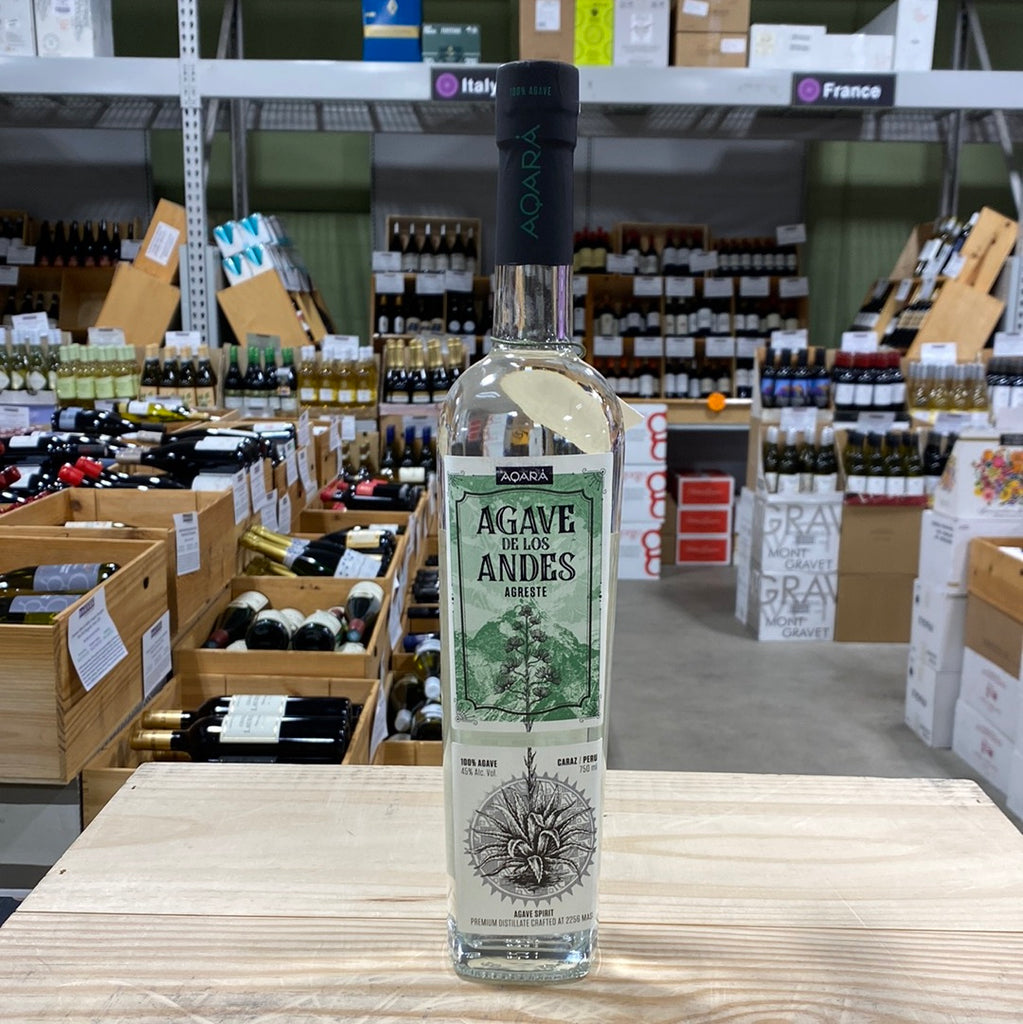 Italy
France
100% AGAVE
AQARÁ
AQARÁ
AGAVE
DE LOS
ANDES
AGRESTE
100% AGAVE
45% Alc. Vol.
CARAZ / PERU
750 ml
AGAVE SPIRIT
PREMIUM DISTILLATE CRAFTED AT 2256 MASL
GRAV
MONT
GRAVET
GRAV
MONT
GRAVET